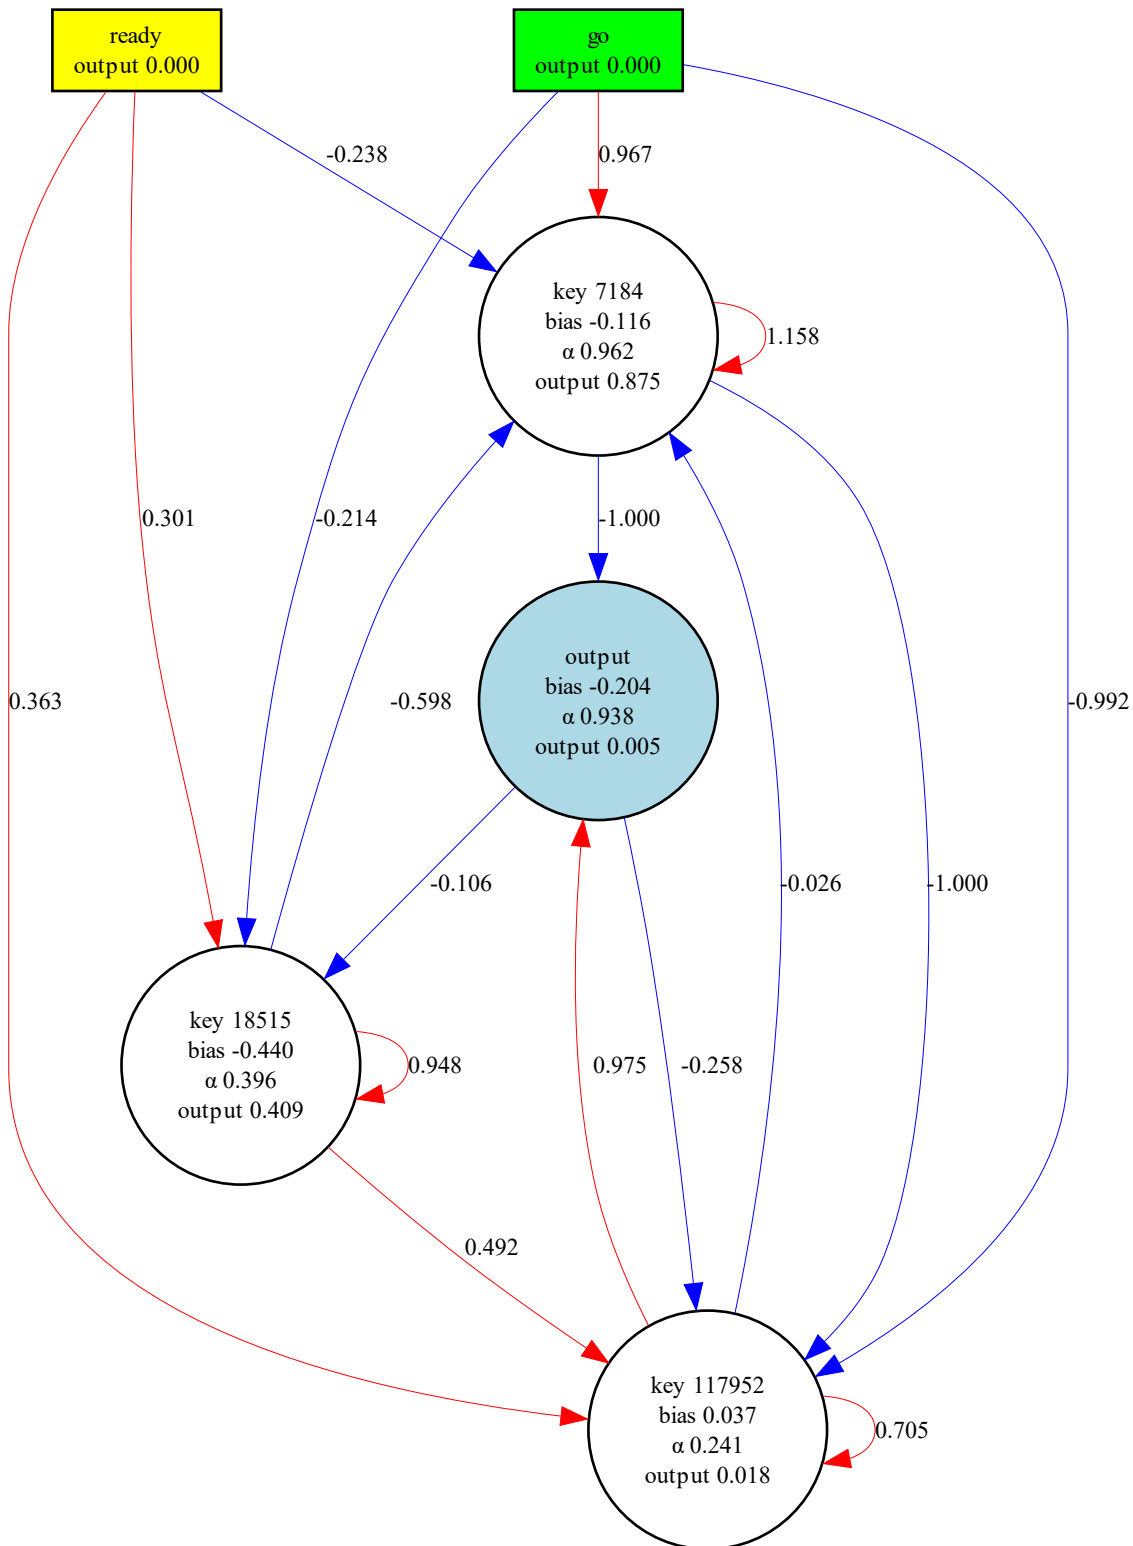 ready
output 0.000
go
output 0.000
-0.238
0.967
key 7184
bias -0.116
α 0.962
output 0.875
1.158
0.301
-0.214
-1.000
output
bias -0.204
α 0.938
output 0.005
0.363
-0.598
-0.992
-0.106
-0.026
-1.000
key 18515
bias -0.440
α 0.396
output 0.409
0.948
0.975
-0.258
0.492
key 117952
bias 0.037
α 0.241
output 0.018
0.705